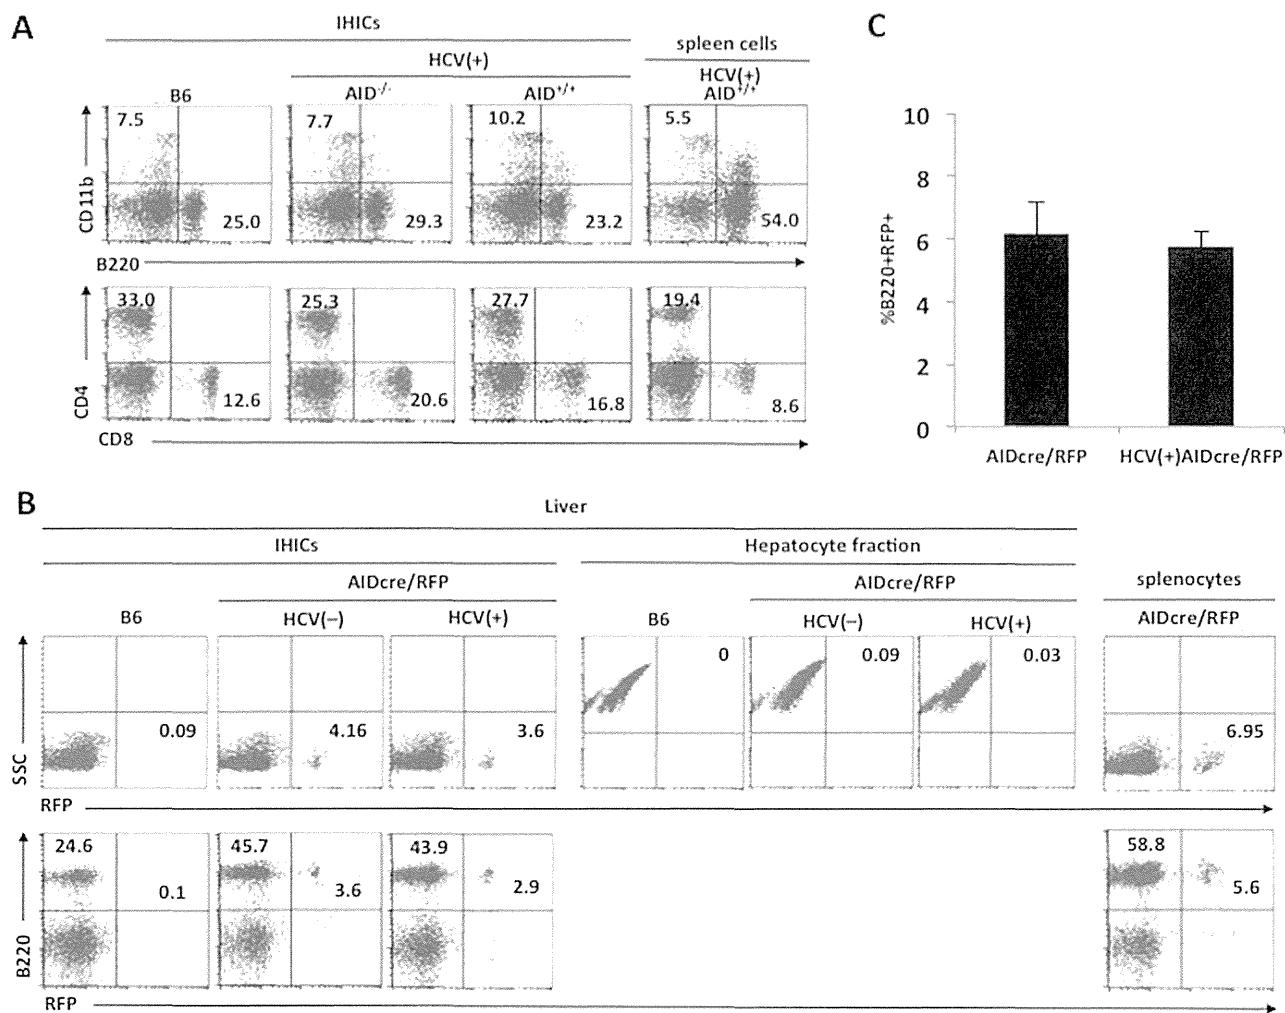 A
IHICs
spleen cells
HCV(+)
HCV(+)
B6
AID-/-
AID+/+
AID+/+
7.5
7.7
10.2
5.5
CD11b
25.0
29.3
23.2
54.0
B220
33.0
25.3
27.7
19.4
CD4
12.6
20.6
16.8
8.6
CD8
C
10
8
6
4
2
0
%B220+RFP+
AIDcre/RFP
HCV(+)AIDcre/RFP
B
Liver
IHICs
Hepatocyte fraction
AIDcre/RFP
AIDcre/RFP
splenocytes
B6
HCV(–)
HCV(+)
B6
HCV(–)
HCV(+)
AIDcre/RFP
SSC
0.09
4.16
3.6
0
0.09
0.03
6.95
RFP
24.6
45.7
43.9
58.8
B220
0.1
3.6
2.9
5.6
RFP